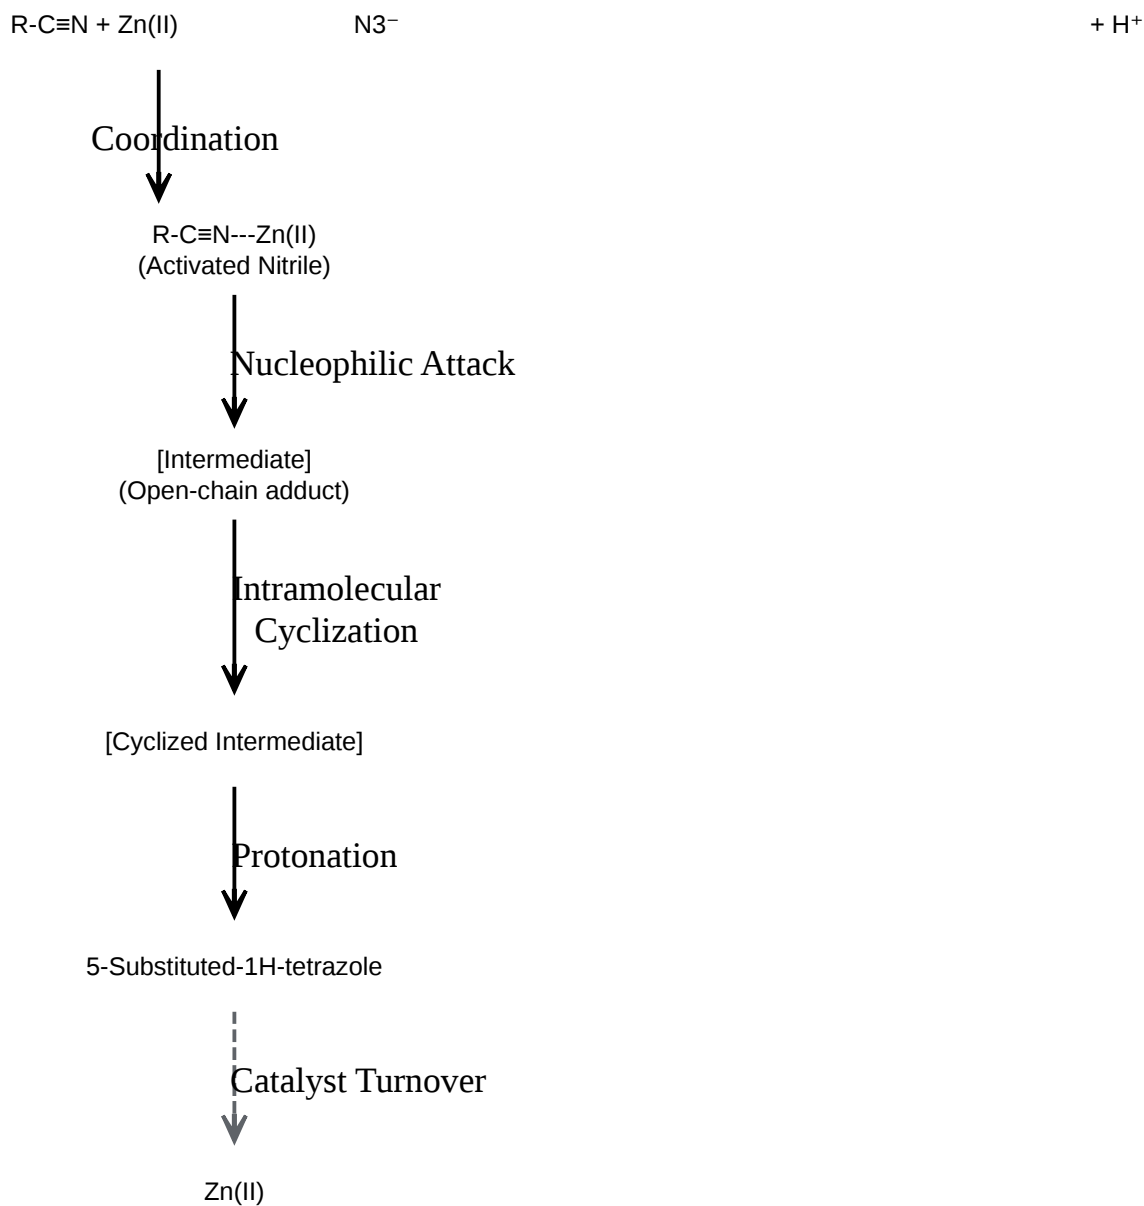 R-C≡N + Zn(II)
N3⁻
+ H⁺
Coordination
R-C≡N---Zn(II)
(Activated Nitrile)
Nucleophilic Attack
[Intermediate]
(Open-chain adduct)
Intramolecular
Cyclization
[Cyclized Intermediate]
Protonation
5-Substituted-1H-tetrazole
Catalyst Turnover
Zn(II)